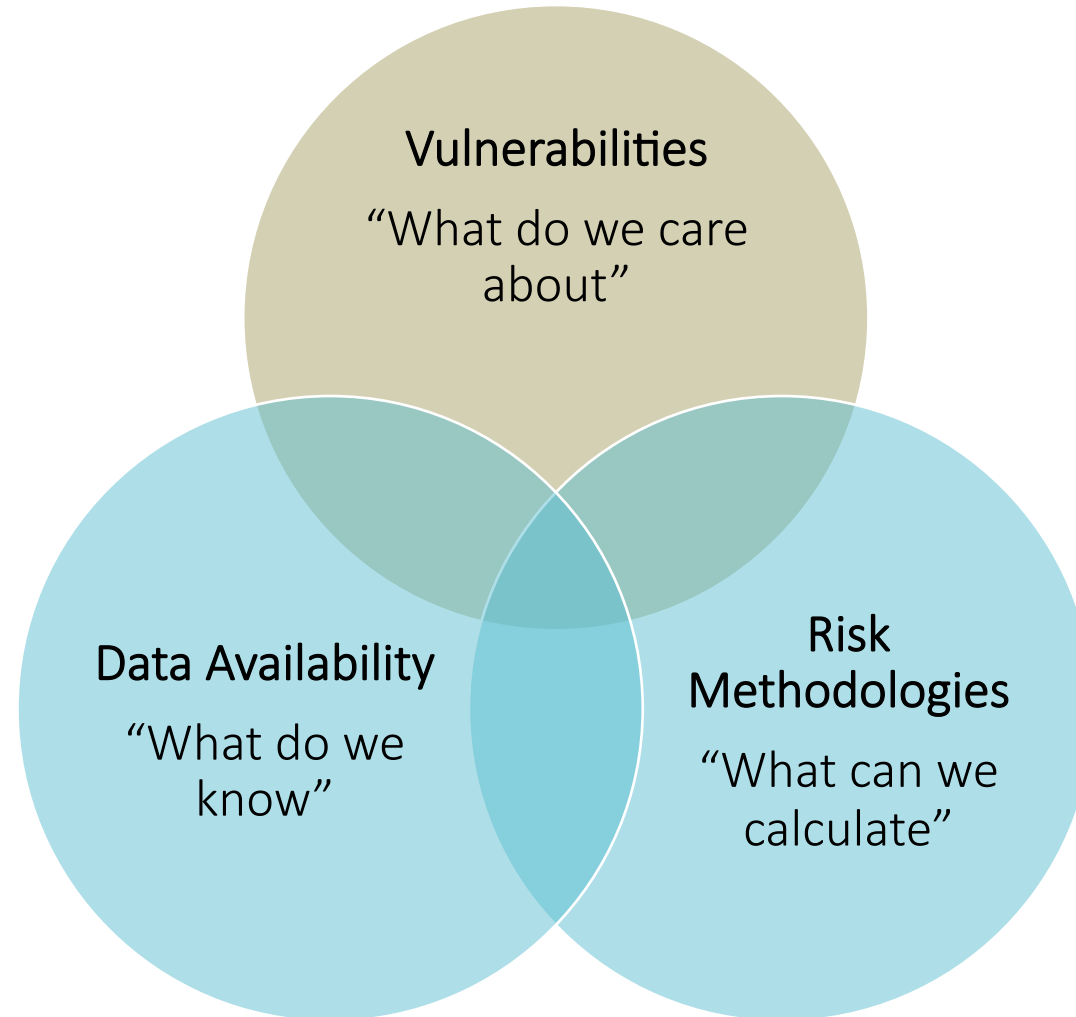 Vulnerabilities
“What do we care
about”
Data Availability
“What do we
know”
Risk
Methodologies
“What can we
calculate”